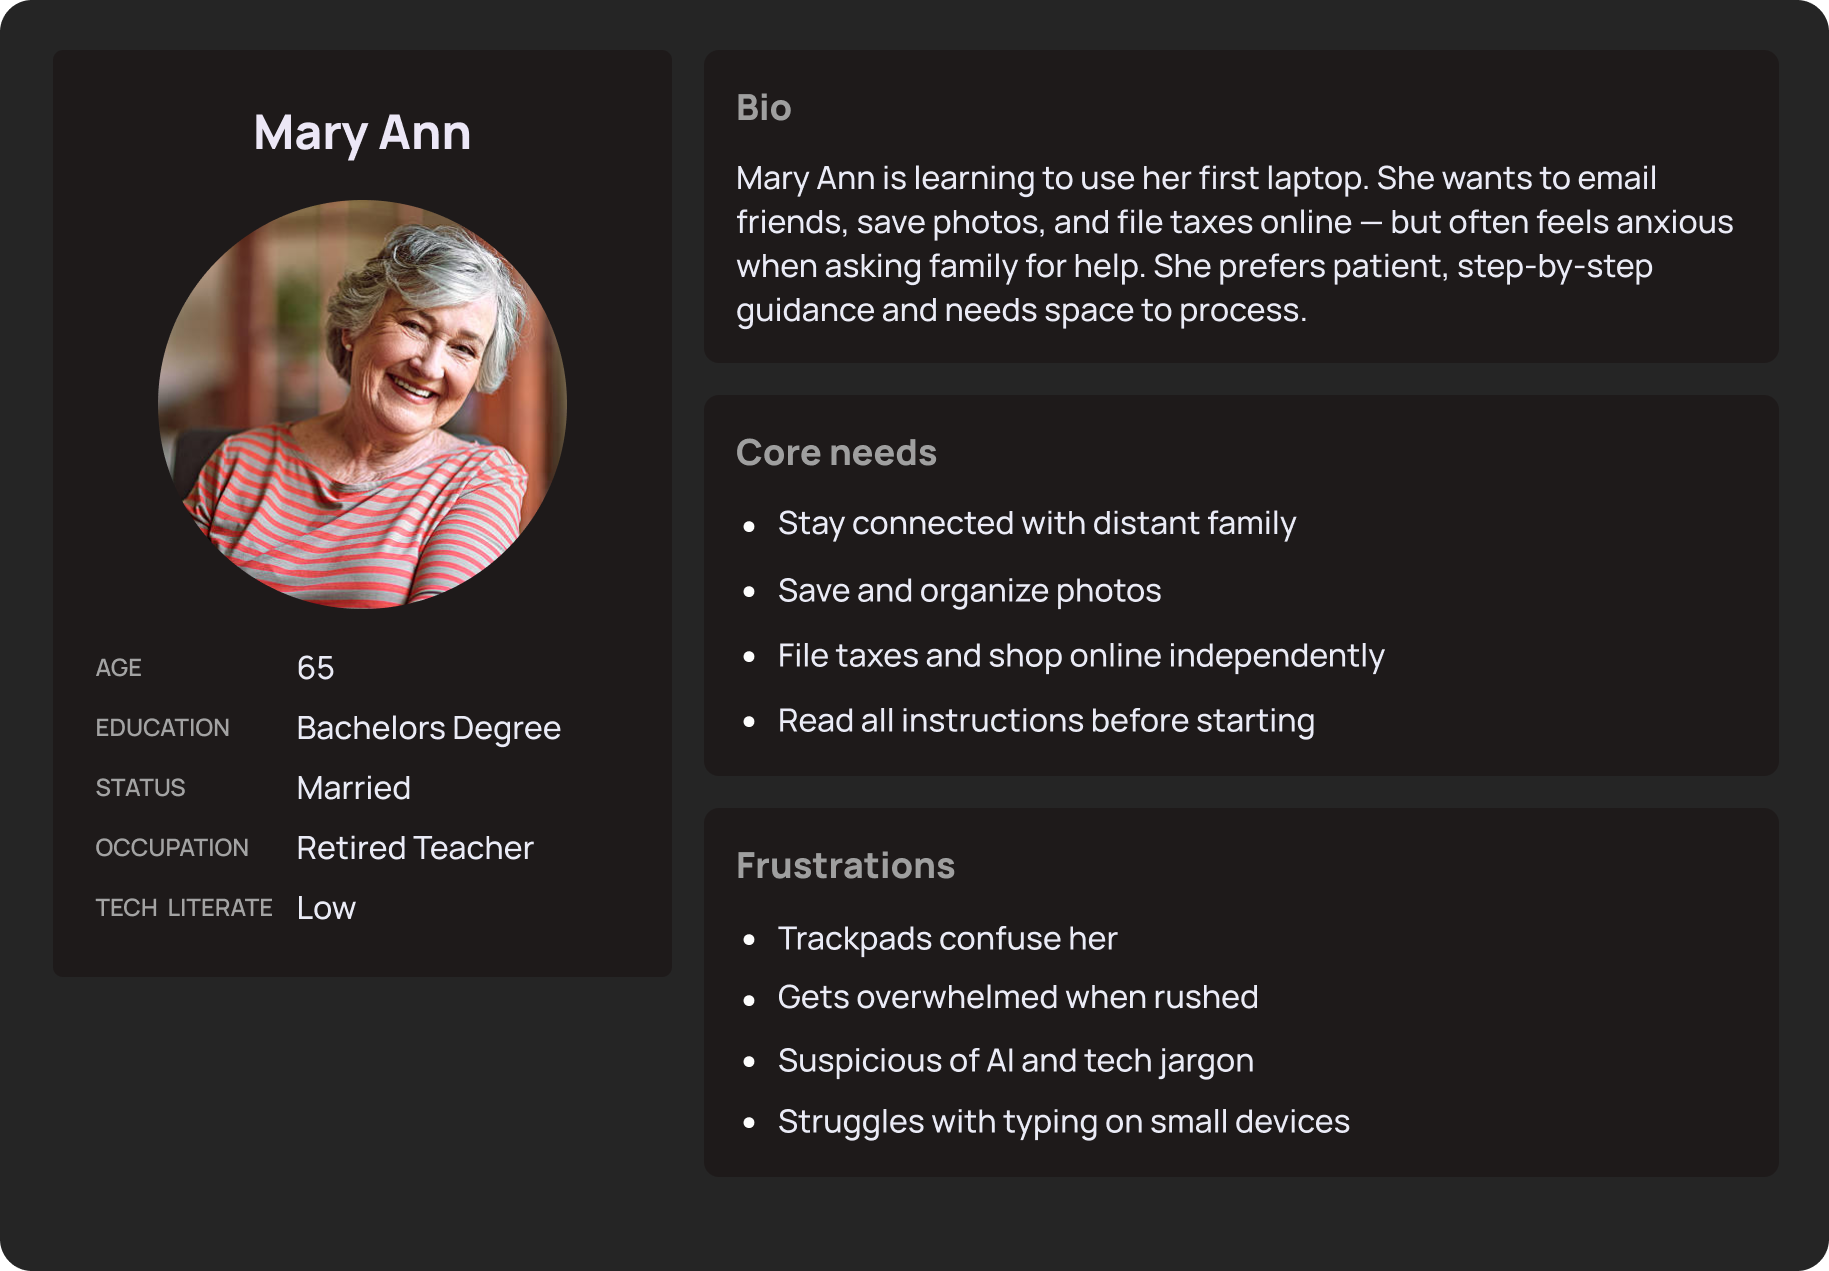 Mary Ann
AGE 65
EDUCATION Bachelors Degree
STATUS Married
OCCUPATION Retired Teacher
TECH LITERATE Low
Bio
Mary Ann is learning to use her first laptop. She wants to email
friends, save photos, and file taxes online — but often feels anxious
when asking family for help. She prefers patient, step-by-step
guidance and needs space to process.
Core needs
• Stay connected with distant family
• Save and organize photos
• File taxes and shop online independently
• Read all instructions before starting
Frustrations
• Trackpads confuse her
• Gets overwhelmed when rushed
• Suspicious of AI and tech jargon
• Struggles with typing on small devices